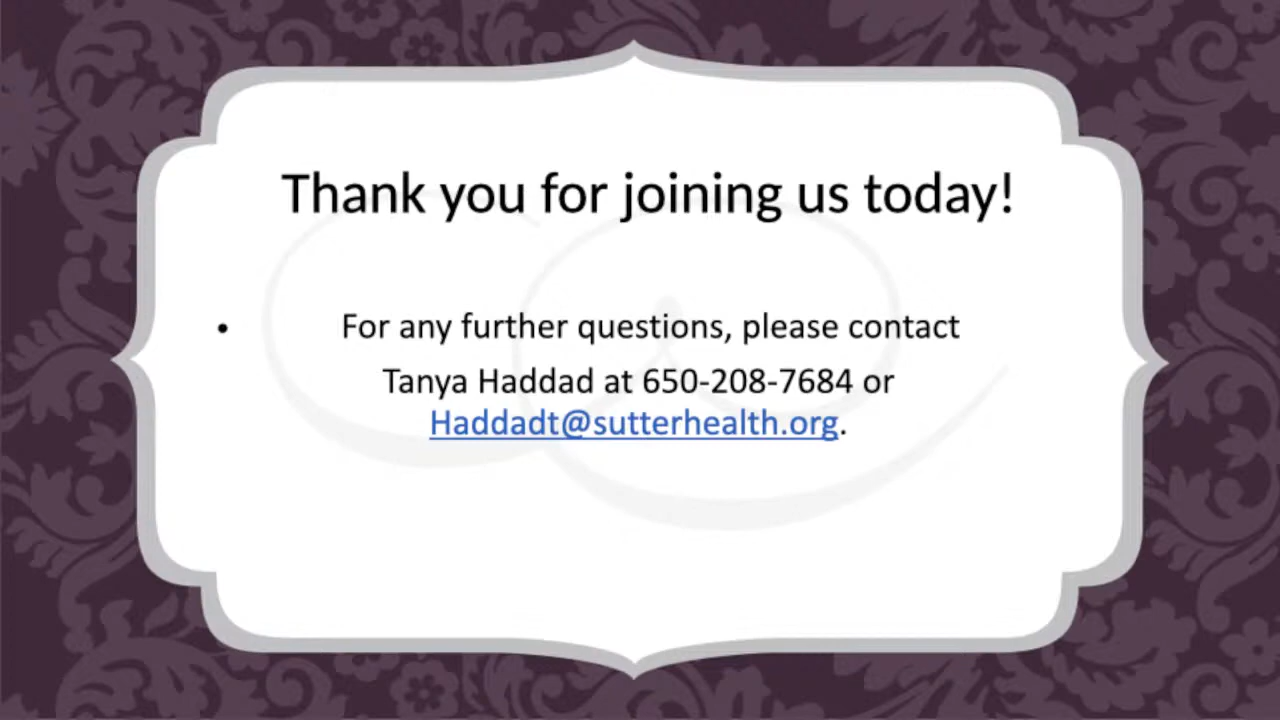 Thank you for joining us today!
• For any further questions, please contact
Tanya Haddad at 650-208-7684 or
Haddadt@sutterhealth.org.